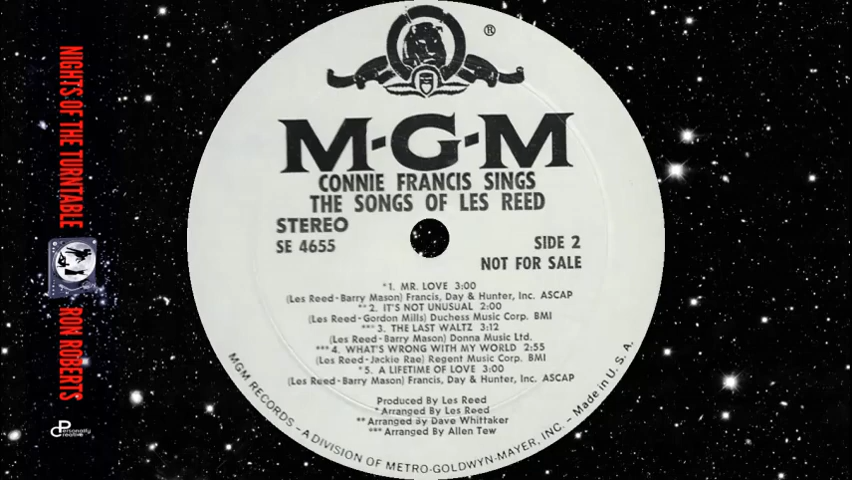 NIGHTS OF THE TURNTABLE
RON ROBERTS
Personally
Creative
®
M-G-M
CONNIE FRANCIS SINGS
THE SONGS OF LES REED
STEREO
SE 4655
SIDE 2
NOT FOR SALE
*1. MR. LOVE 3:00
(Les Reed-Barry Mason) Francis, Day & Hunter, Inc. ASCAP
**2. IT'S NOT UNUSUAL 2:00
(Les Reed-Gordon Mills) Duchess Music Corp. BMI
***3. THE LAST WALTZ 3:12
(Les Reed-Barry Mason) Donna Music Ltd.
***4. WHAT'S WRONG WITH MY WORLD 2:55
(Les Reed-Jackie Rae) Regent Music Corp. BMI
*5. A LIFETIME OF LOVE 3:00
(Les Reed-Barry Mason) Francis, Day & Hunter, Inc. ASCAP
Produced By Les Reed
*Arranged By Les Reed
**Arranged By Dave Whittaker
***Arranged By Allen Tew
MGM RECORDS – A DIVISION OF METRO-GOLDWYN-MAYER, INC. – Made in U. S. A.